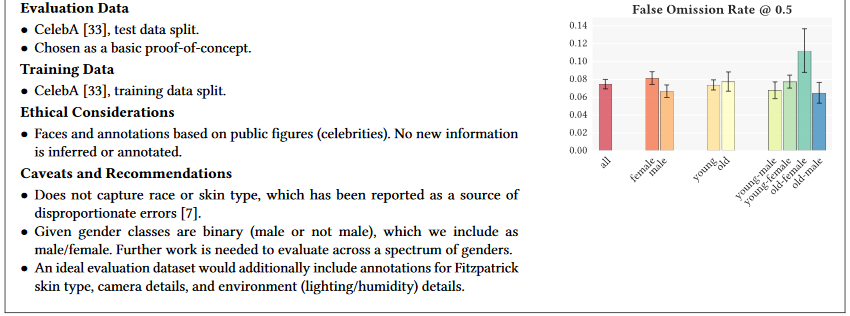 Evaluation Data
• CelebA [33], test data split.
• Chosen as a basic proof-of-concept.
Training Data
• CelebA [33], training data split.
Ethical Considerations
• Faces and annotations based on public figures (celebrities). No new information
is inferred or annotated.
Caveats and Recommendations
• Does not capture race or skin type, which has been reported as a source of
disproportionate errors [7].
• Given gender classes are binary (male or not male), which we include as
male/female. Further work is needed to evaluate across a spectrum of genders.
• An ideal evaluation dataset would additionally include annotations for Fitzpatrick
skin type, camera details, and environment (lighting/humidity) details.
False Omission Rate @ 0.5
0.14
0.12
0.10
0.08
0.06
0.04
0.02
0.00
all
female
male
young
old
young-male
young-female
old-female
old-male